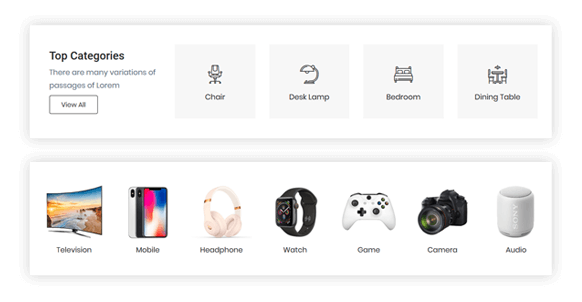 Top Categories
There are many variations of
passages of Lorem
View All
Chair
Desk Lamp
Bedroom
Dining Table
SONY
Television
Mobile
Headphone
Watch
Game
Camera
Audio